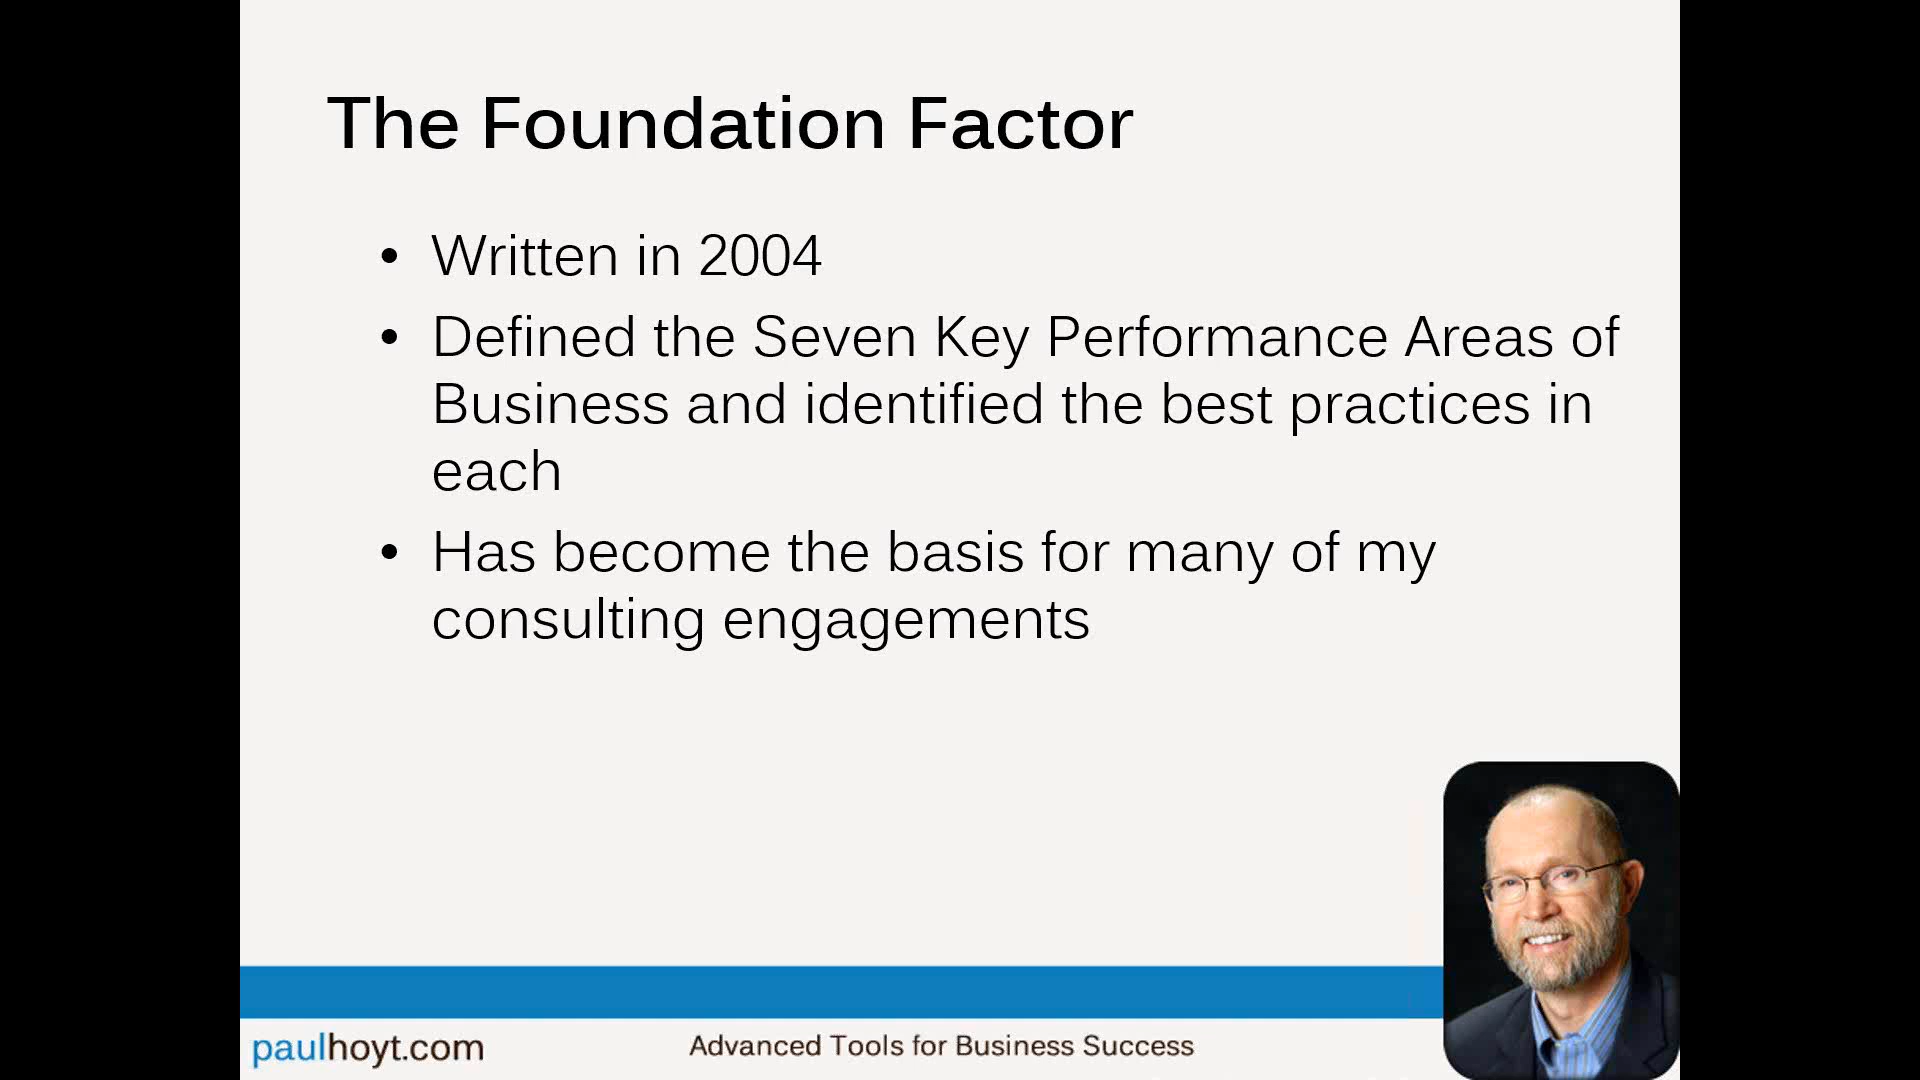 The Foundation Factor
• Written in 2004
• Defined the Seven Key Performance Areas of
Business and identified the best practices in
each
• Has become the basis for many of my
consulting engagements
paulhoyt.com
Advanced Tools for Business Success